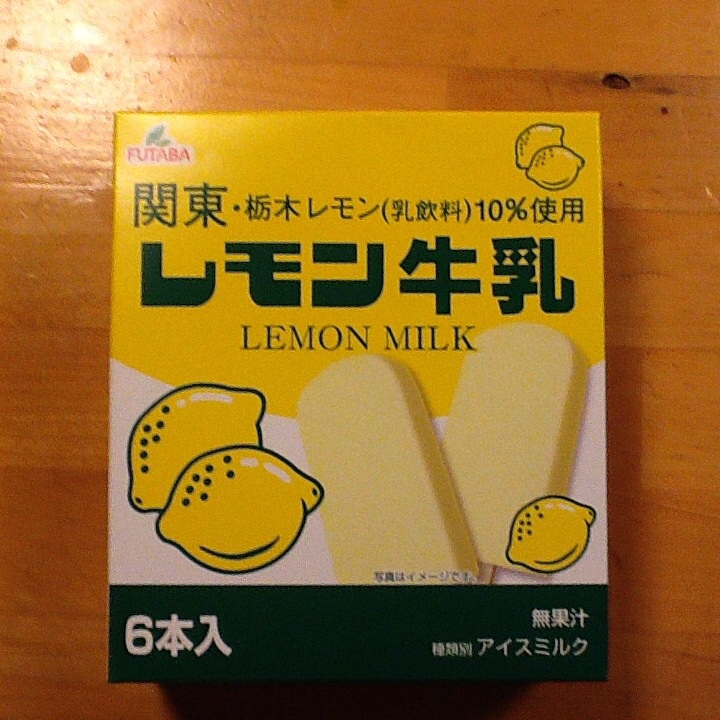 FUTABA
関東・栃木レモン(乳飲料)10%使用
レモン牛乳
LEMON MILK
写真はイメージです。
6本入
無果汁
種類別 アイスミルク